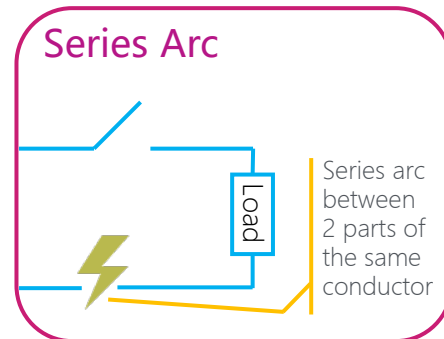 Series Arc
Load
Series arc
between
2 parts of
the same
conductor